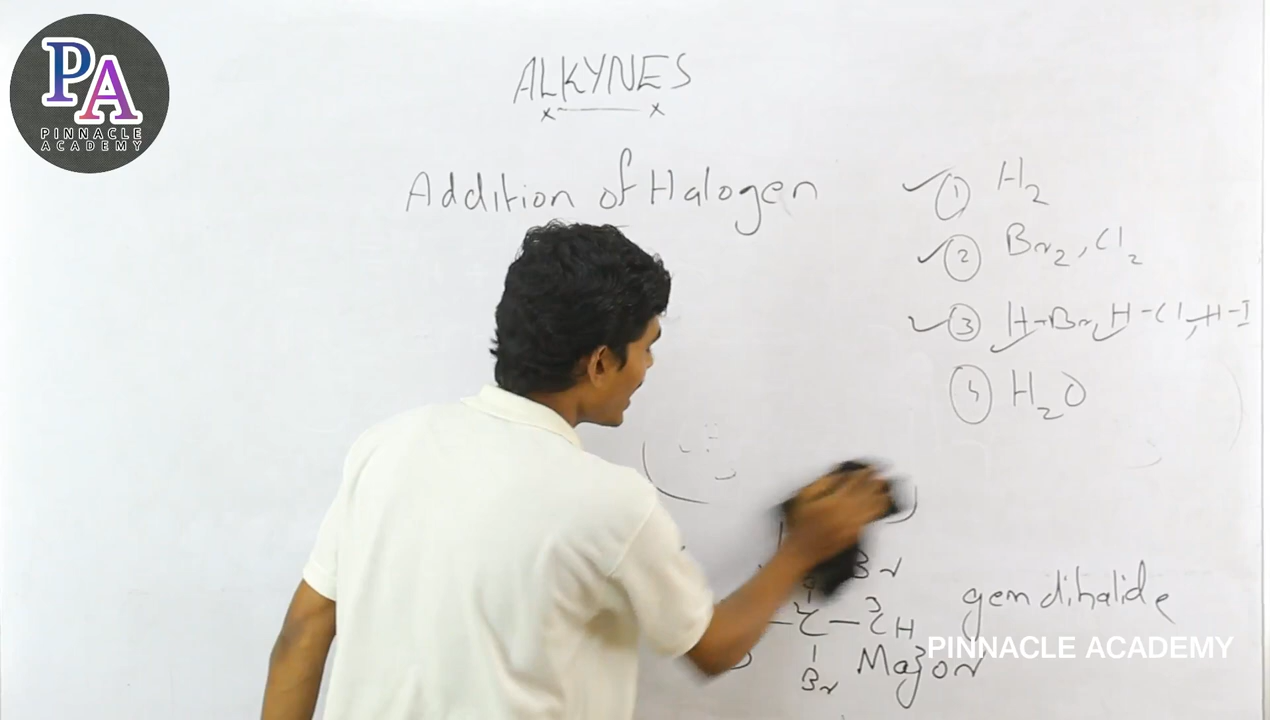 PA
PINNACLE
ACADEMY
ALKYNES
Addition of Halogen
1 H2
2 Br2, Cl2
3 H-Br, H-Cl, H-I
4 H2O
Br
C - CH3
Br
gem dihalide
Major
PINNACLE ACADEMY